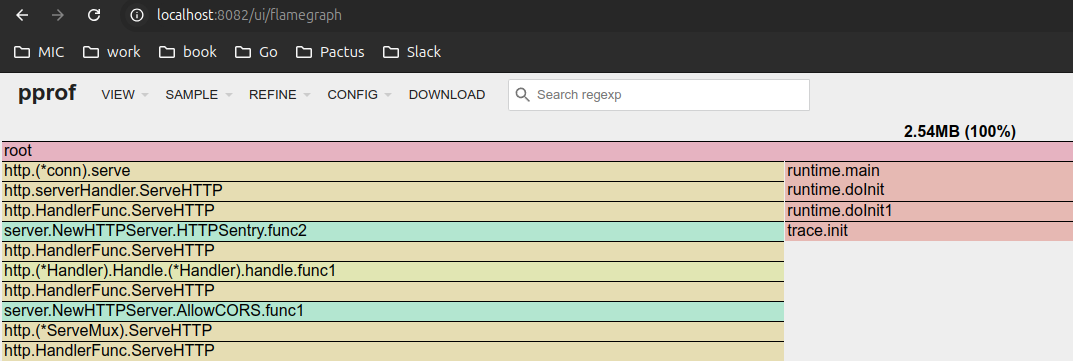 localhost:8082/ui/flamegraph
MIC work book Go Pactus Slack
pprof VIEW SAMPLE REFINE CONFIG DOWNLOAD Search regexp
2.54MB (100%)
root
http.(*conn).serve runtime.main
http.serverHandler.ServeHTTP runtime.doInit
http.HandlerFunc.ServeHTTP runtime.doInit1
server.NewHTTPServer.HTTPSentry.func2 trace.init
http.HandlerFunc.ServeHTTP
http.(*Handler).Handle.(*Handler).handle.func1
http.HandlerFunc.ServeHTTP
server.NewHTTPServer.AllowCORS.func1
http.(*ServeMux).ServeHTTP
http.HandlerFunc.ServeHTTP